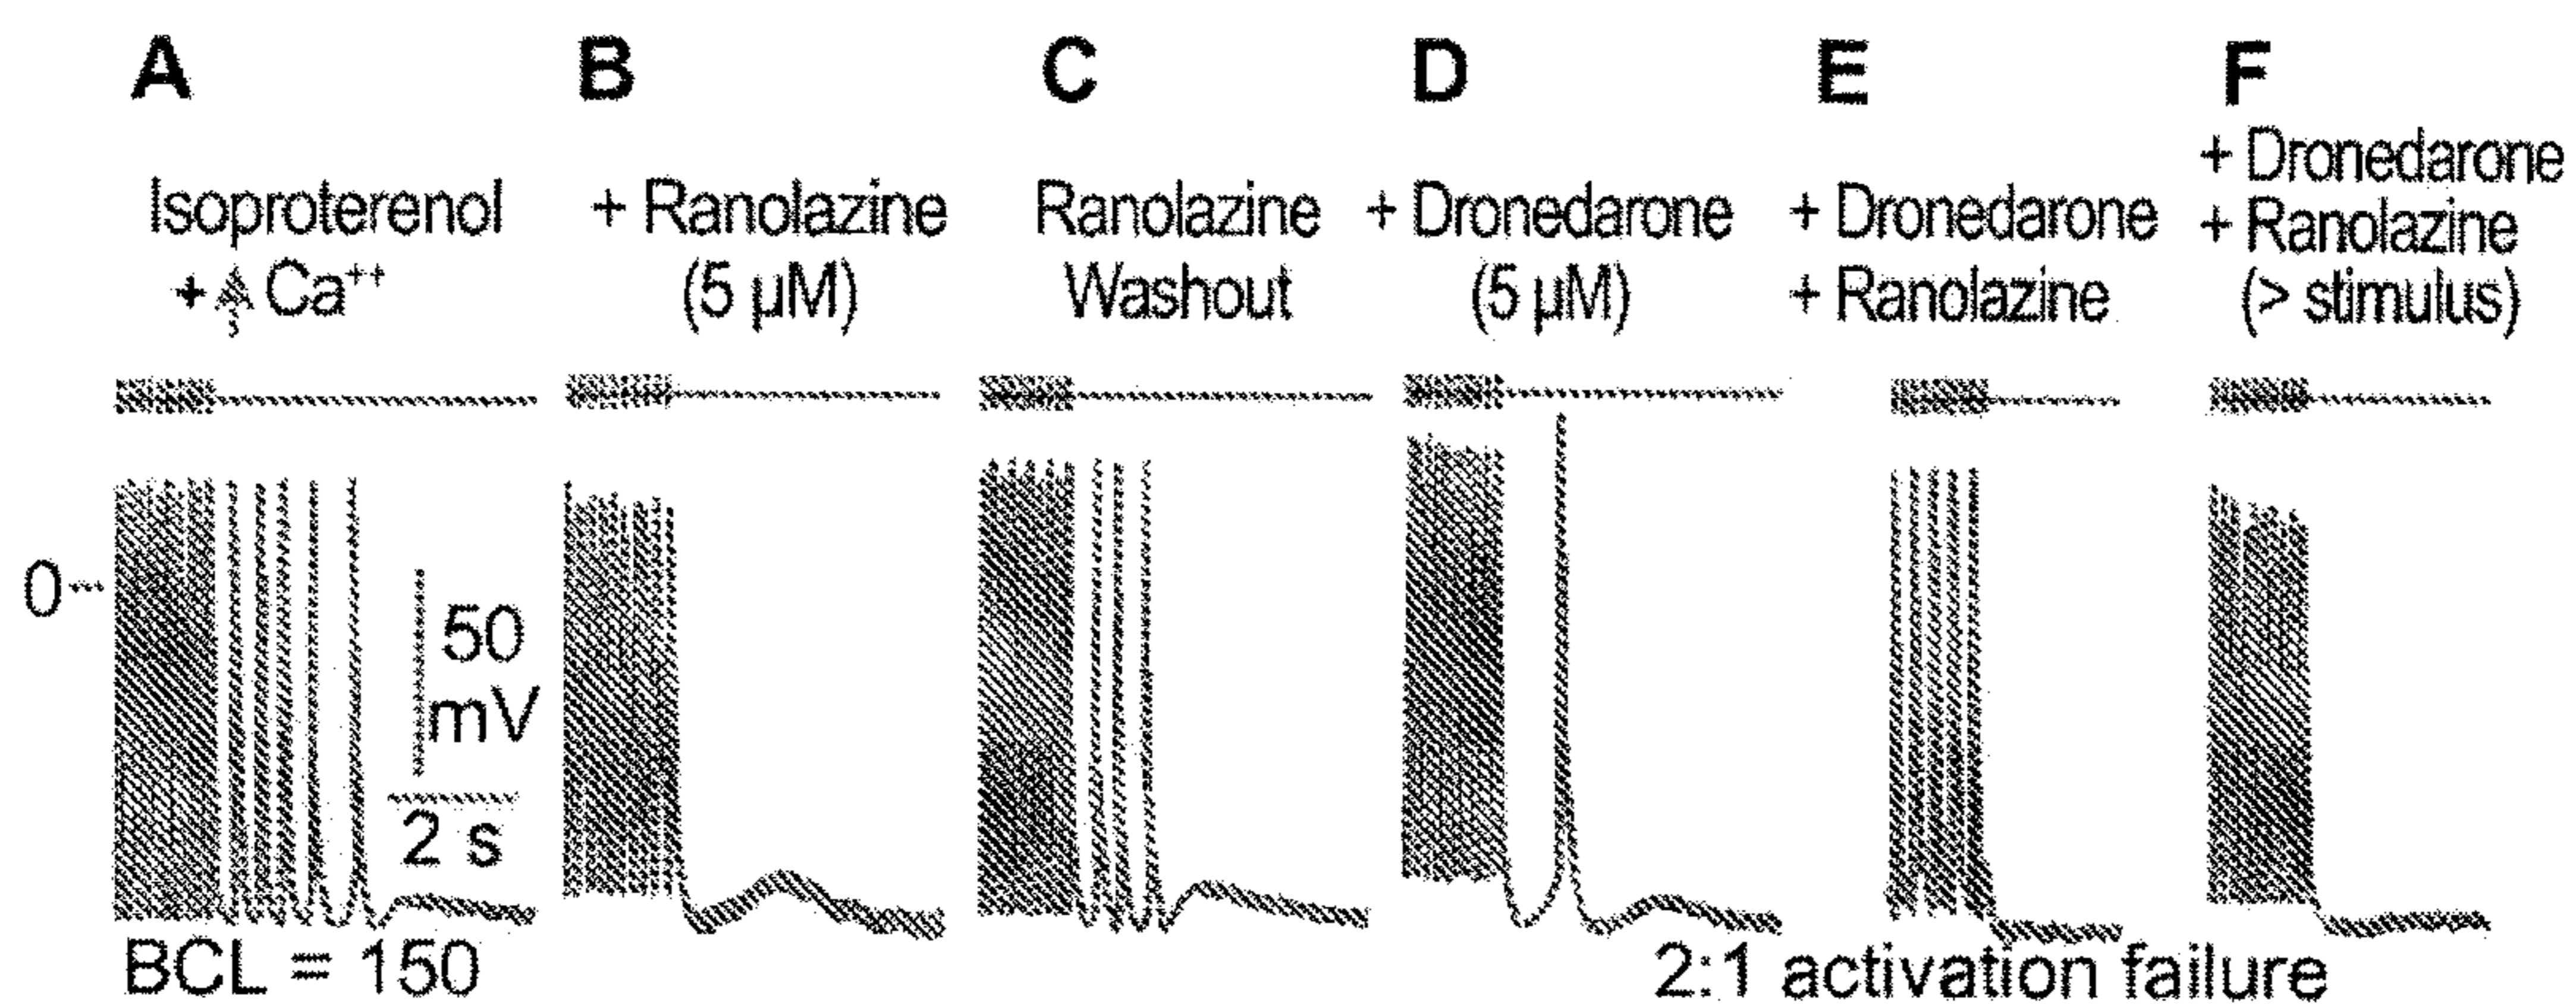 A
B
C
D
E
F
Isoproterenol
+ ↑ Ca⁺⁺
+ Ranolazine
(5 µM)
Ranolazine
Washout
+ Dronedarone
(5 µM)
+ Dronedarone
+ Ranolazine
+ Dronedarone
+ Ranolazine
(> stimulus)
0
50
mV
2 s
BCL = 150
2:1 activation failure